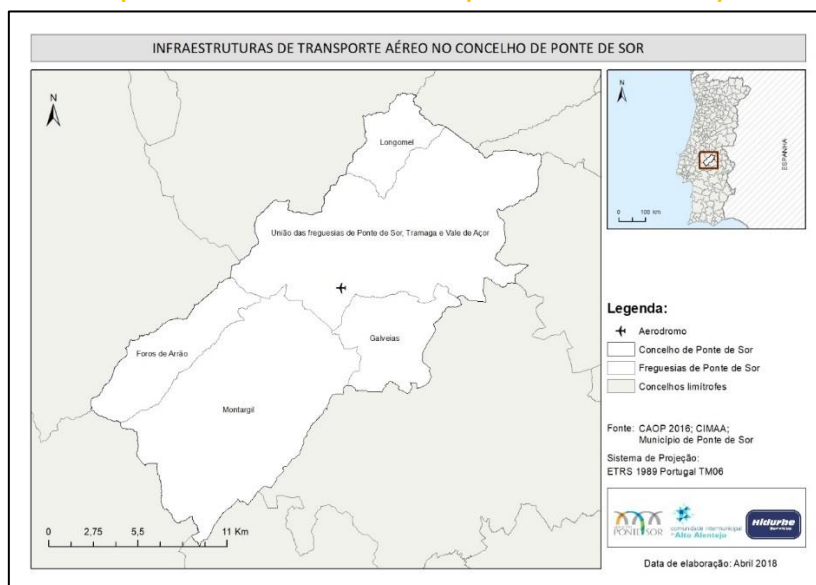 INFRAESTRUTURAS DE TRANSPORTE AÉREO NO CONCELHO DE PONTE DE SOR
N
Longomel
União das freguesias de Ponte de Sor, Tramaga e Vale de Açor
Galveias
Foros de Arrão
Montargil
0 2,75 5,5 11 Km
N
ESPANHA
0 100 km
Legenda:
Aerodromo
Concelho de Ponte de Sor
Freguesias de Ponte de Sor
Concelhos limítrofes
Fonte: CAOP 2016; CIMAA;
Município de Ponte de Sor
Sistema de Projeção:
ETRS 1989 Portugal TM06
PONTE SOR
comunidade intermunicipal
Alto Alentejo
Hidurbe
Serviços
Data de elaboração: Abril 2018